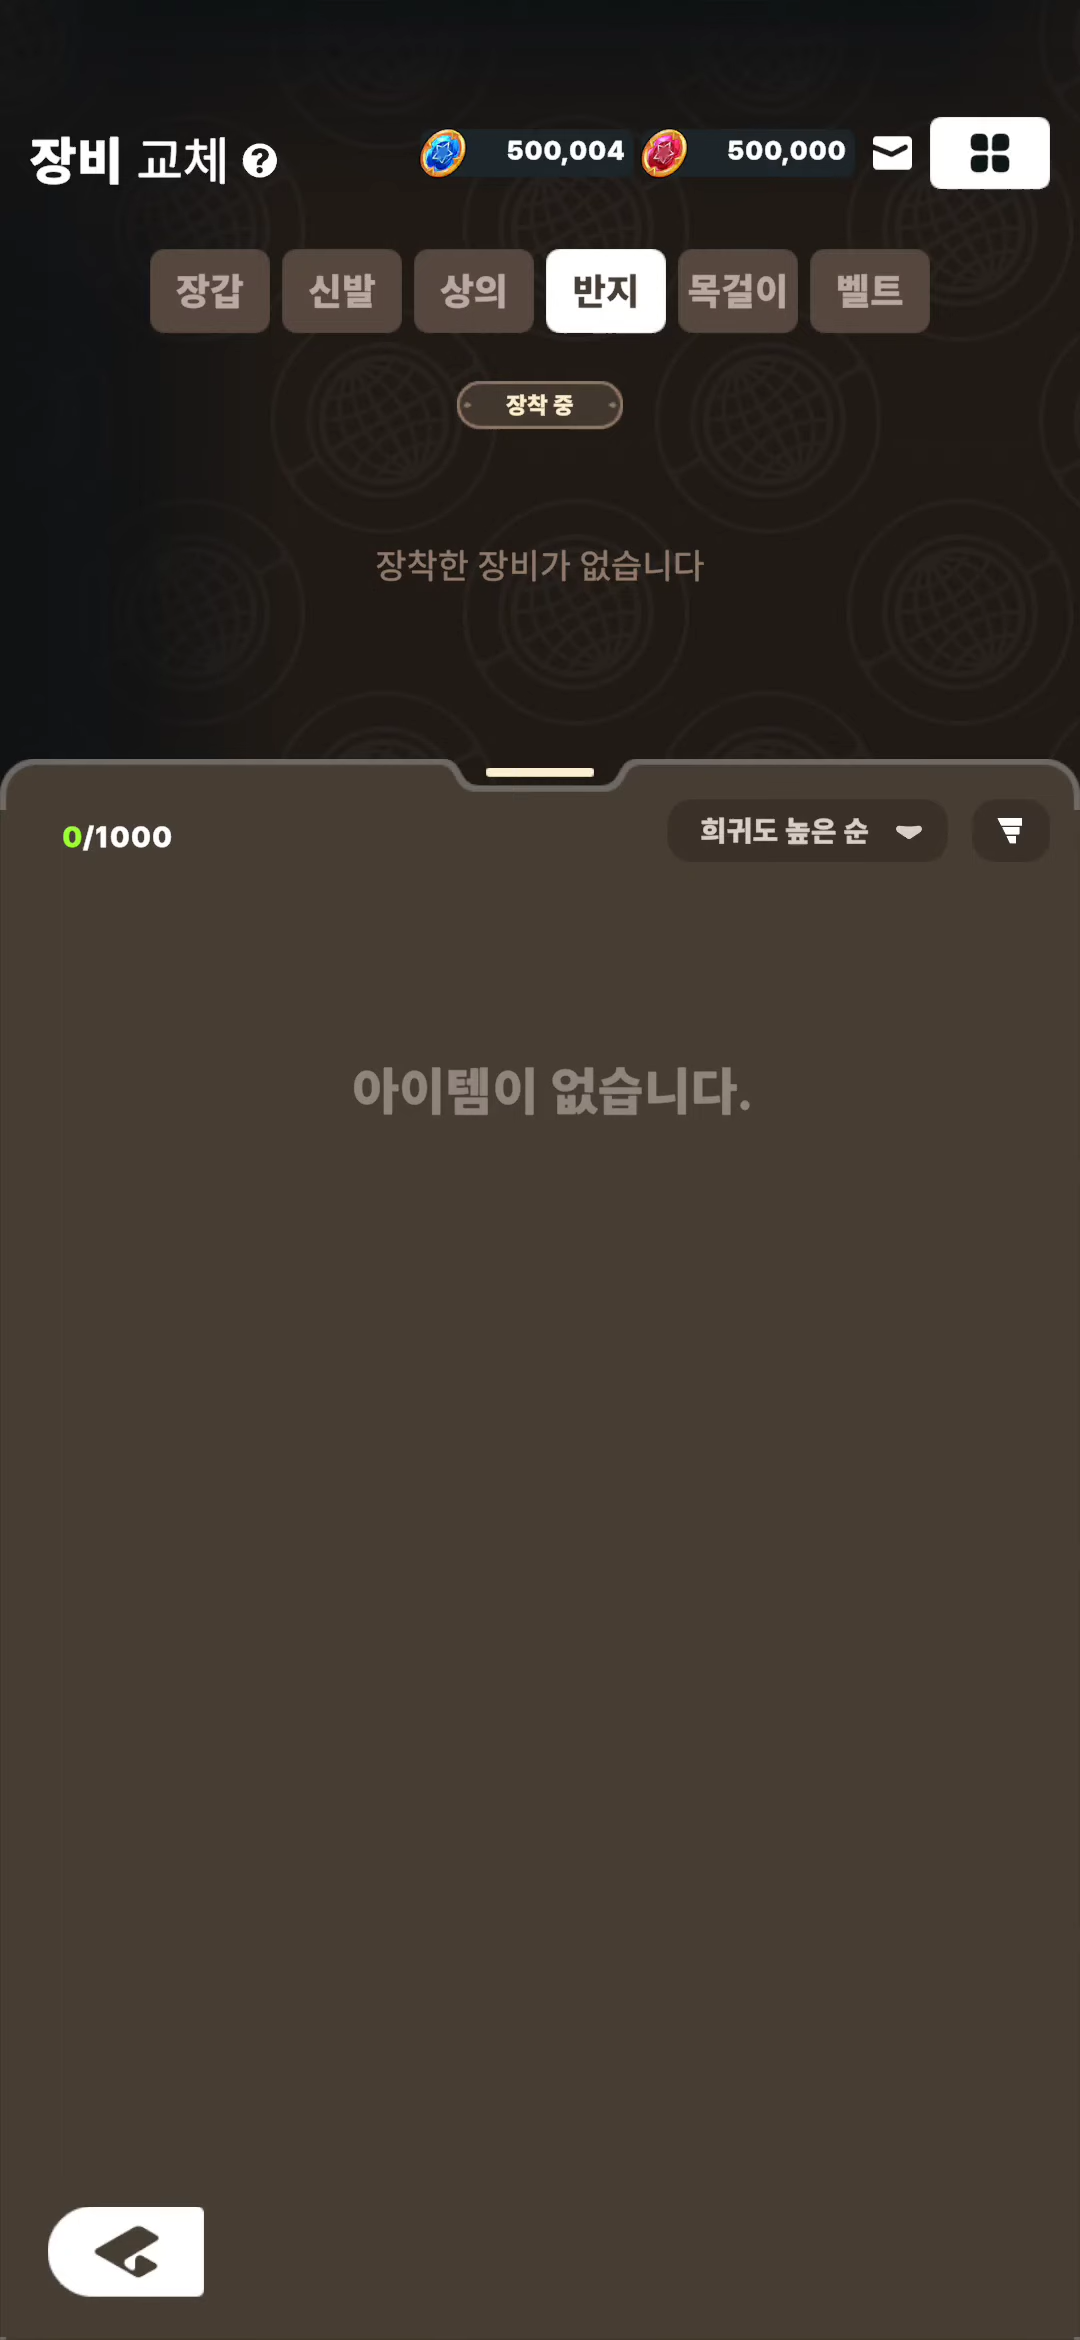 장비 교체
500,004
500,000
장갑
신발
상의
반지
목걸이
벨트
장착 중
장착한 장비가 없습니다
0/1000
희귀도 높은 순
아이템이 없습니다.